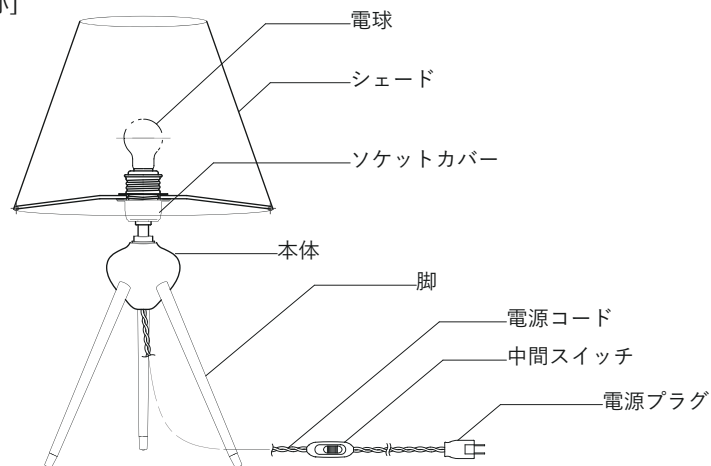 電球
シェード
ソケットカバー
本体
脚
電源コード
中間スイッチ
電源プラグ